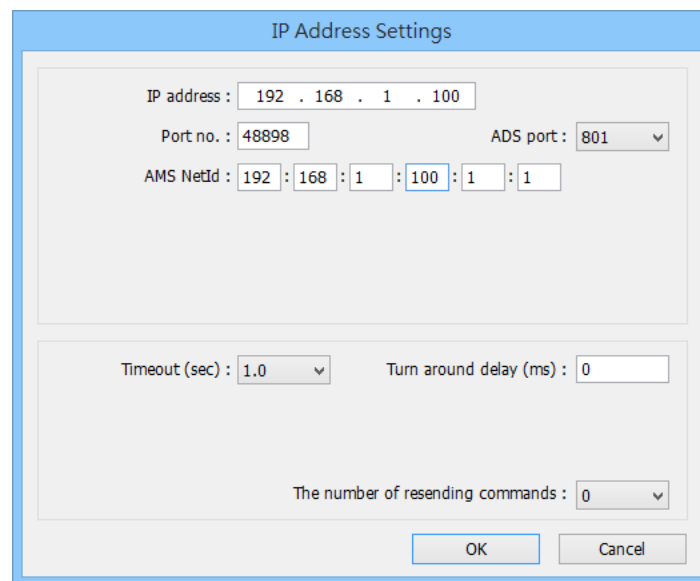 IP Address Settings
IP address : 192 . 168 . 1 . 100
Port no. : 48898 ADS port : 801
AMS NetId : 192 : 168 : 1 : 100 : 1 : 1
Timeout (sec) : 1.0 Turn around delay (ms) : 0
The number of resending commands : 0
OK Cancel